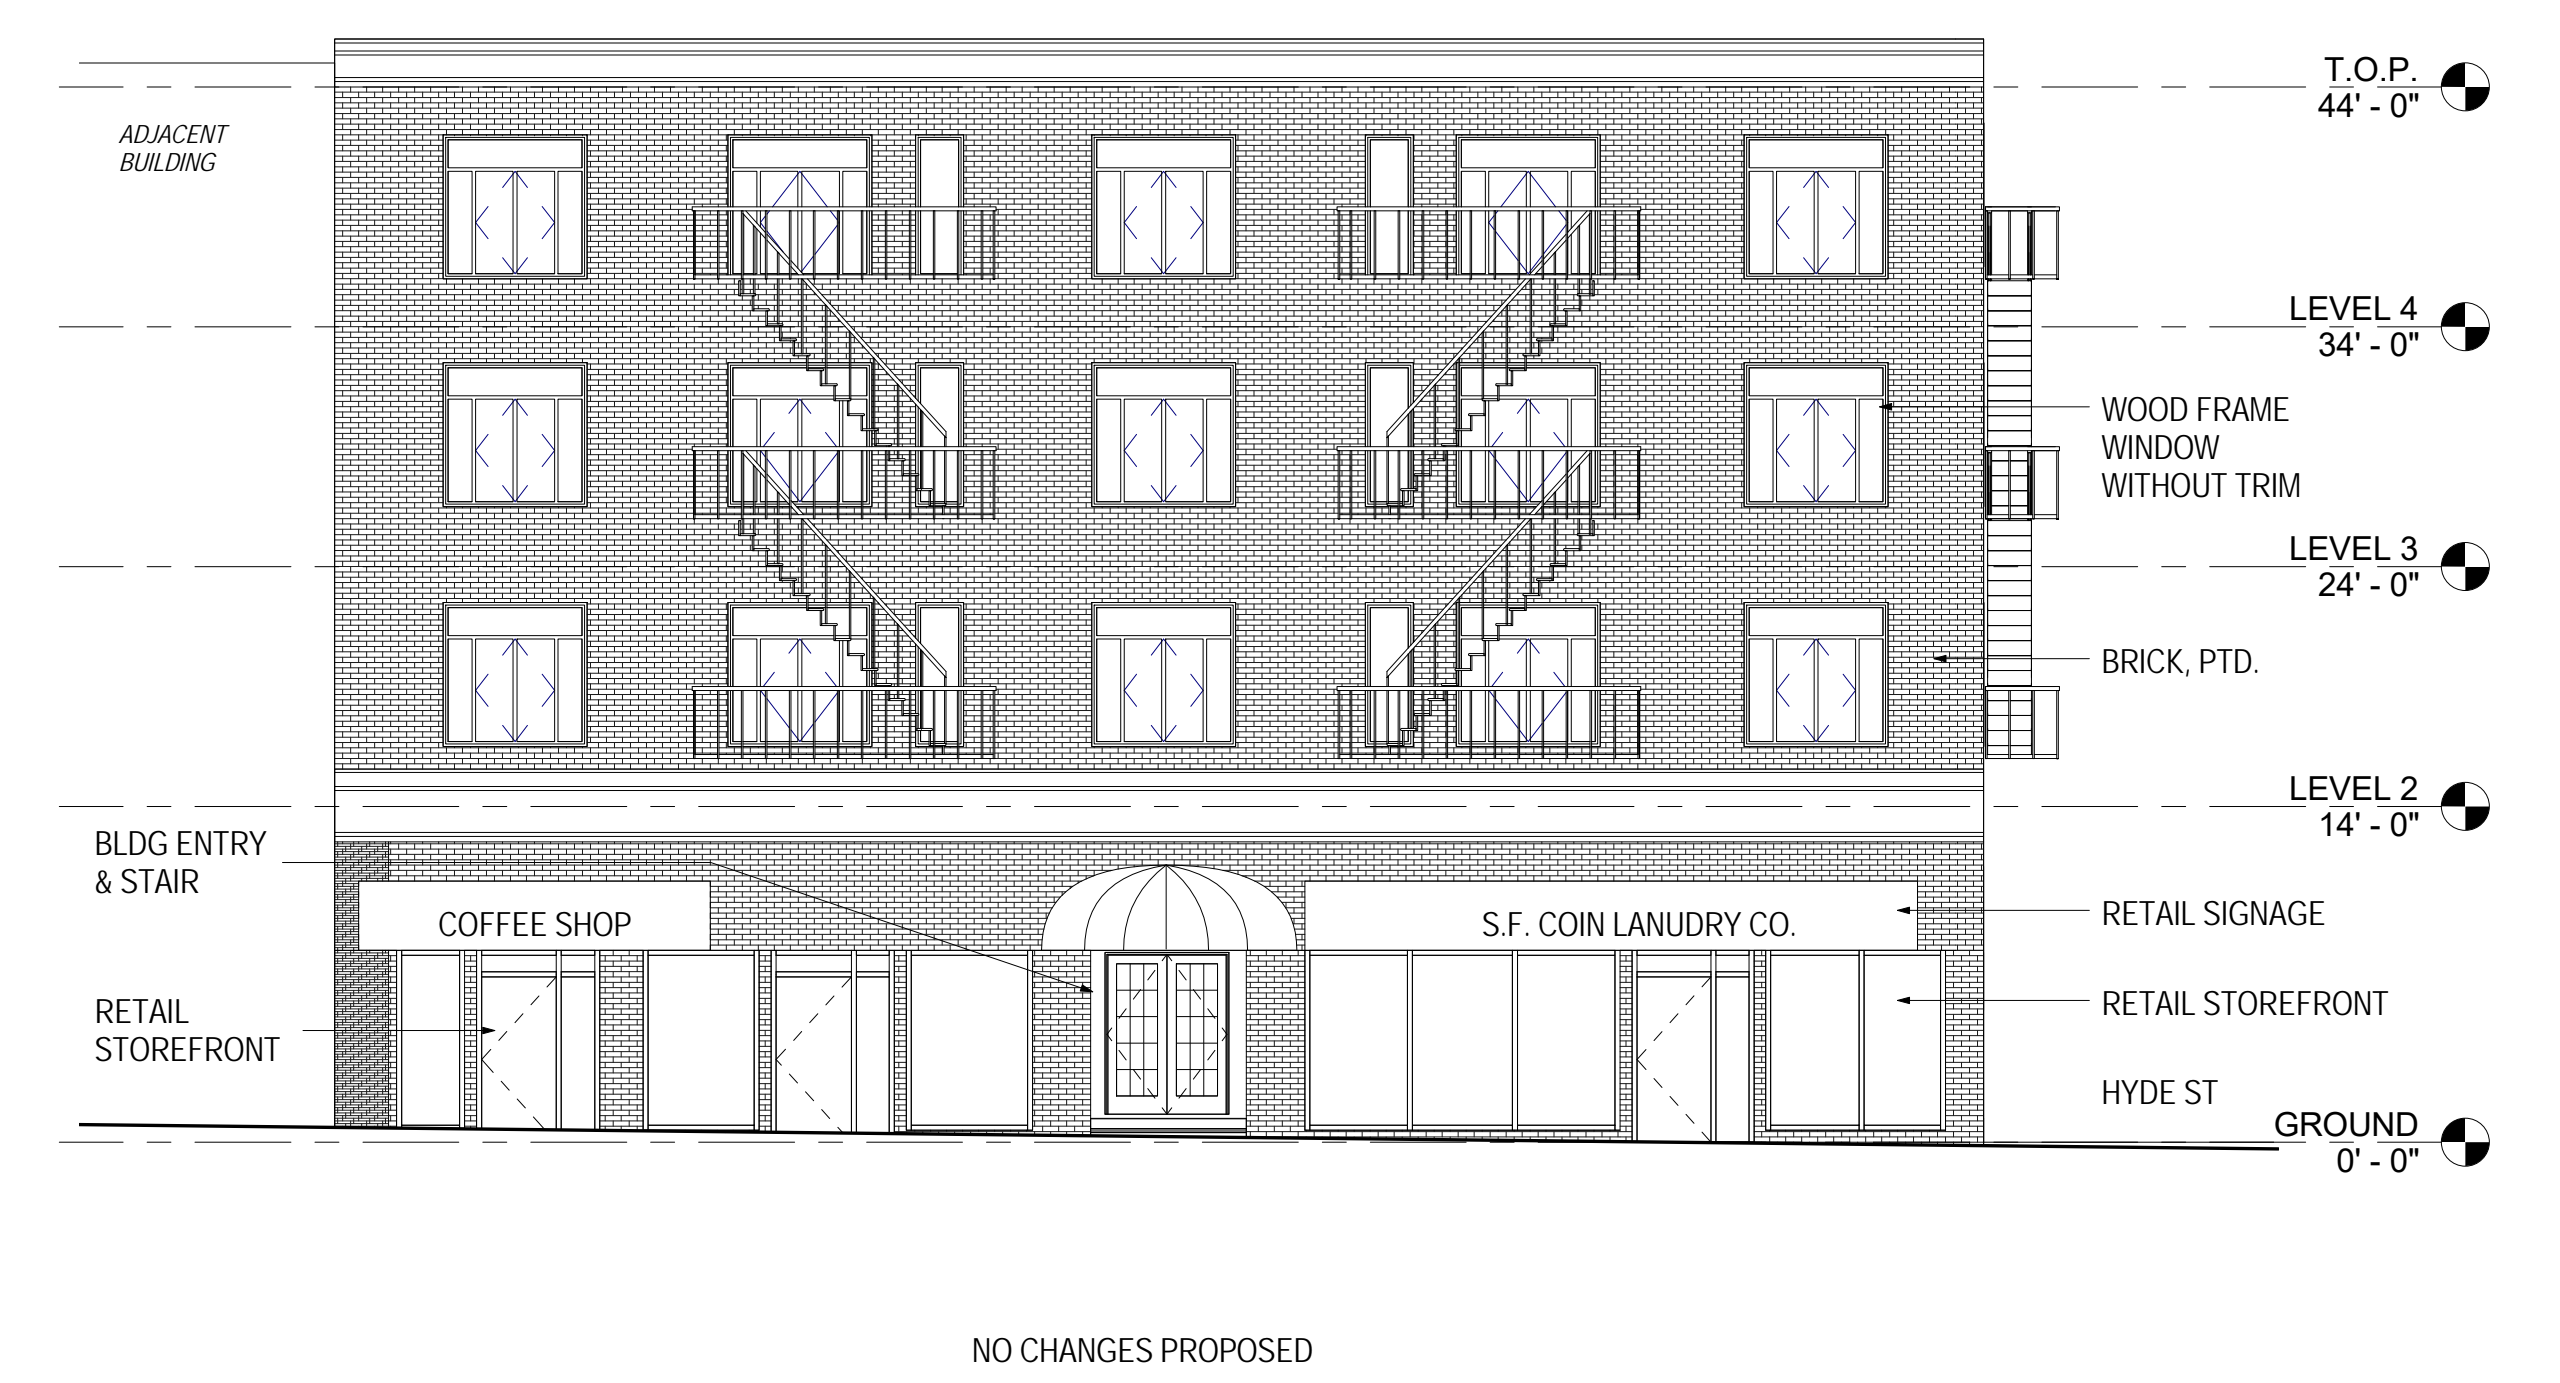 T.O.P.
44' - 0"
ADJACENT
BUILDING
LEVEL 4
34' - 0"
WOOD FRAME
WINDOW
WITHOUT TRIM
LEVEL 3
24' - 0"
BRICK, PTD.
LEVEL 2
14' - 0"
BLDG ENTRY
& STAIR
COFFEE SHOP
S.F. COIN LANUDRY CO.
RETAIL SIGNAGE
RETAIL
STOREFRONT
RETAIL STOREFRONT
HYDE ST
GROUND
0' - 0"
NO CHANGES PROPOSED